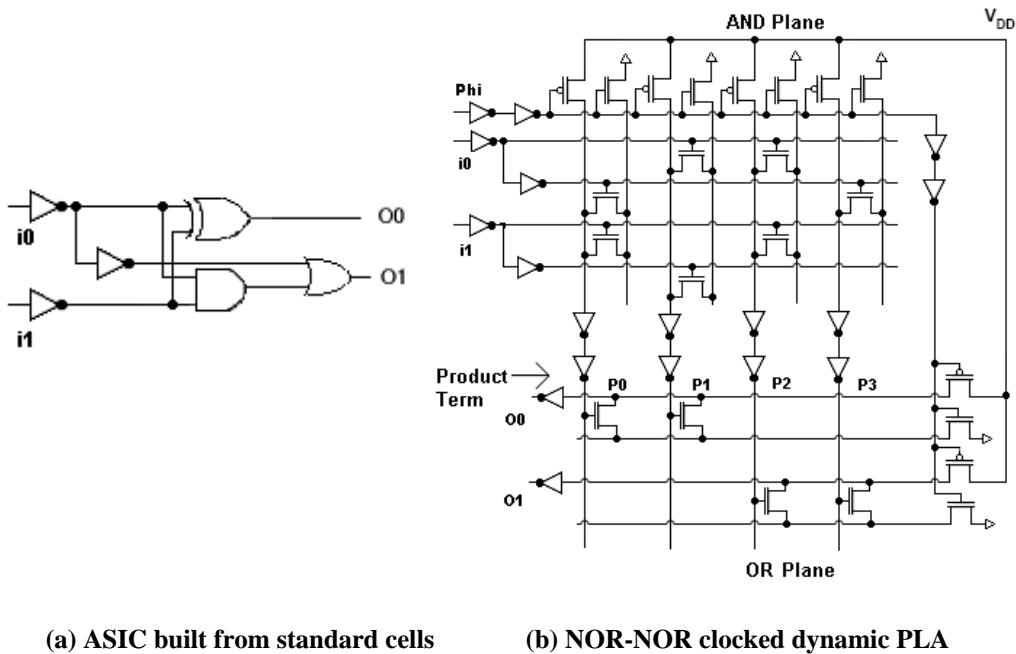 i0
i1
O0
O1
AND Plane
VDD
Phi
i0
i1
Product
Term
P0
P1
P2
P3
O0
O1
OR Plane
(a) ASIC built from standard cells
(b) NOR-NOR clocked dynamic PLA